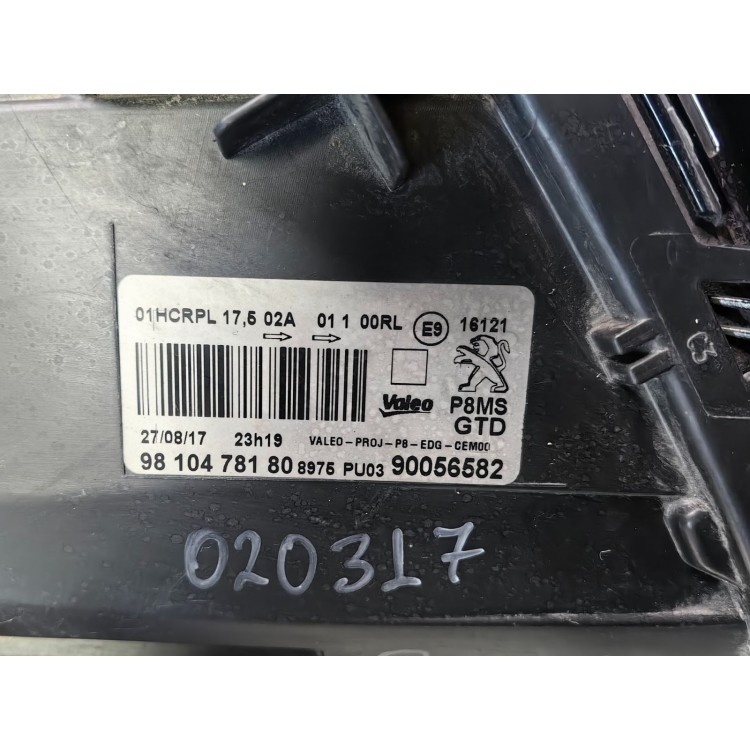 01HCRPL 17,5 02A 01 1 00RL E9 16121
Valeo P8MS
GTD
27/08/17 23h19 VALEO-PROJ-P8-EDG-CEM00
98 104 781 80 8975 PU03 90056582
020317
C3